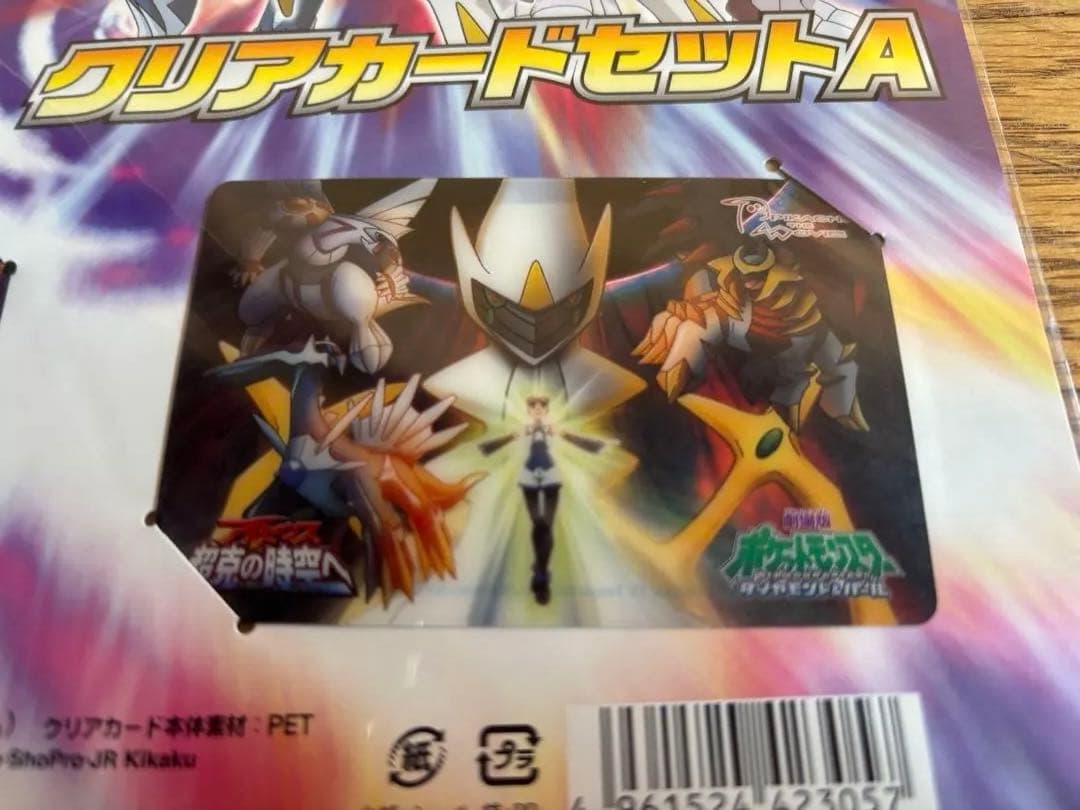 クリアカードセットA
PIKACHU
THE
MOVIE
アルセウス
超克の時空へ
劇場版
ポケットモンスター
ダイヤモンド&パール
クリアカード本体素材:PET
ShoPro・JR Kikaku
紙
プラ
4 961524 423057